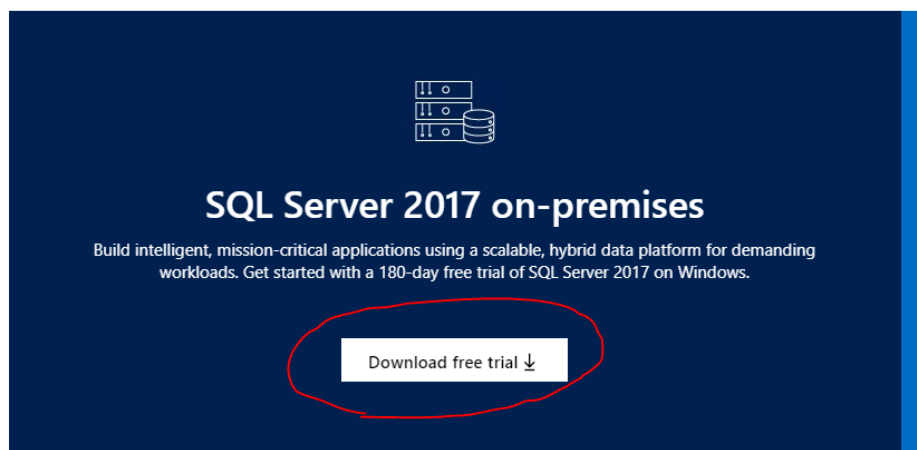 SQL Server 2017 on-premises
Build intelligent, mission-critical applications using a scalable, hybrid data platform for demanding
workloads. Get started with a 180-day free trial of SQL Server 2017 on Windows.
Download free trial